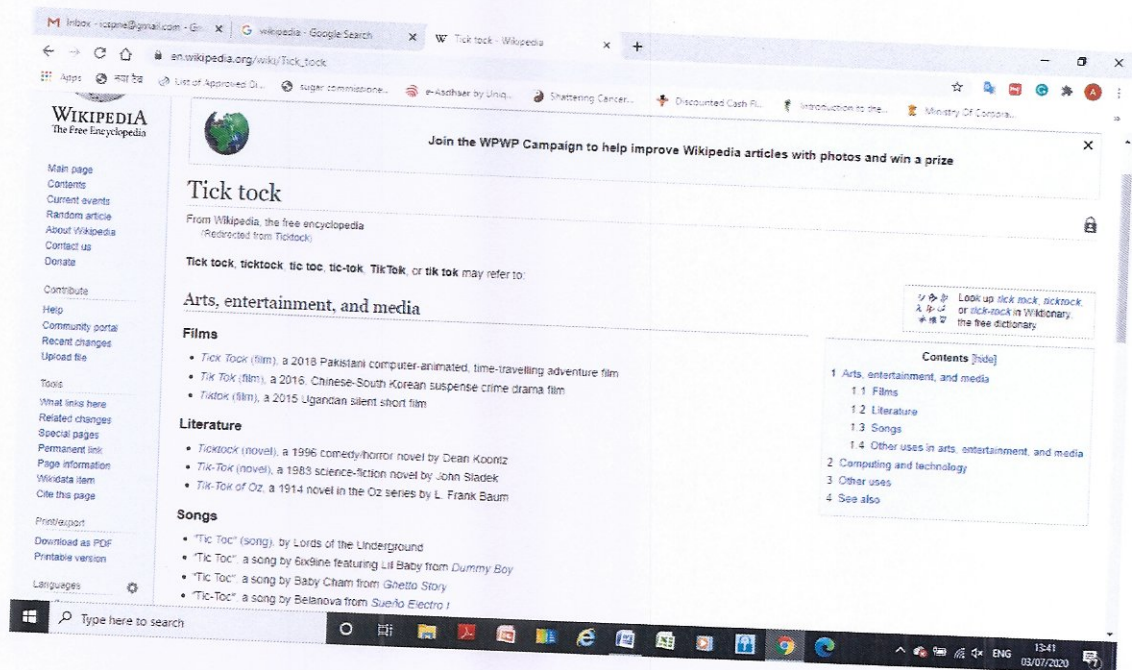 Inbox - icspne@gmail.com - G
wikipedia - Google Search
Tick tock - Wikipedia
en.wikipedia.org/wiki/Tick_tock
Apps
नया टैब
List of Approved Di...
sugar commissione...
e-Aadhaar by Uniq...
Shattering Cancer...
Discounted Cash Fl...
Introduction to the...
Ministry Of Corpora...
WIKIPEDIA
The Free Encyclopedia
Join the WPWP Campaign to help improve Wikipedia articles with photos and win a prize
Main page
Contents
Current events
Random article
About Wikipedia
Contact us
Donate
Contribute
Help
Community portal
Recent changes
Upload file
Tools
What links here
Related changes
Special pages
Permanent link
Page information
Wikidata item
Cite this page
Print/export
Download as PDF
Printable version
Languages
Tick tock
From Wikipedia, the free encyclopedia
(Redirected from Ticktock)
Tick tock, ticktock, tic toc, tic-tok, TikTok, or tik tok may refer to:
Look up tick tock, ticktock,
or tick-tock in Wiktionary,
the free dictionary.
Arts, entertainment, and media
Films
• Tick Tock (film), a 2018 Pakistani computer-animated, time-travelling adventure film
• Tik Tok (film), a 2016, Chinese-South Korean suspense crime drama film
• Tiktok (film), a 2015 Ugandan silent short film
Literature
• Ticktock (novel), a 1996 comedy/horror novel by Dean Koontz
• Tik-Tok (novel), a 1983 science-fiction novel by John Sladek
• Tik-Tok of Oz, a 1914 novel in the Oz series by L. Frank Baum
Songs
• "Tic Toc" (song), by Lords of the Underground
• "Tic Toc", a song by 6ix9ine featuring Lil Baby from Dummy Boy
• "Tic Toc", a song by Baby Cham from Ghetto Story
• "Tic-Toc", a song by Belanova from Sueño Electro I
Contents [hide]
1 Arts, entertainment, and media
1.1 Films
1.2 Literature
1.3 Songs
1.4 Other uses in arts, entertainment, and media
2 Computing and technology
3 Other uses
4 See also
Type here to search
ENG
13:41
03/07/2020